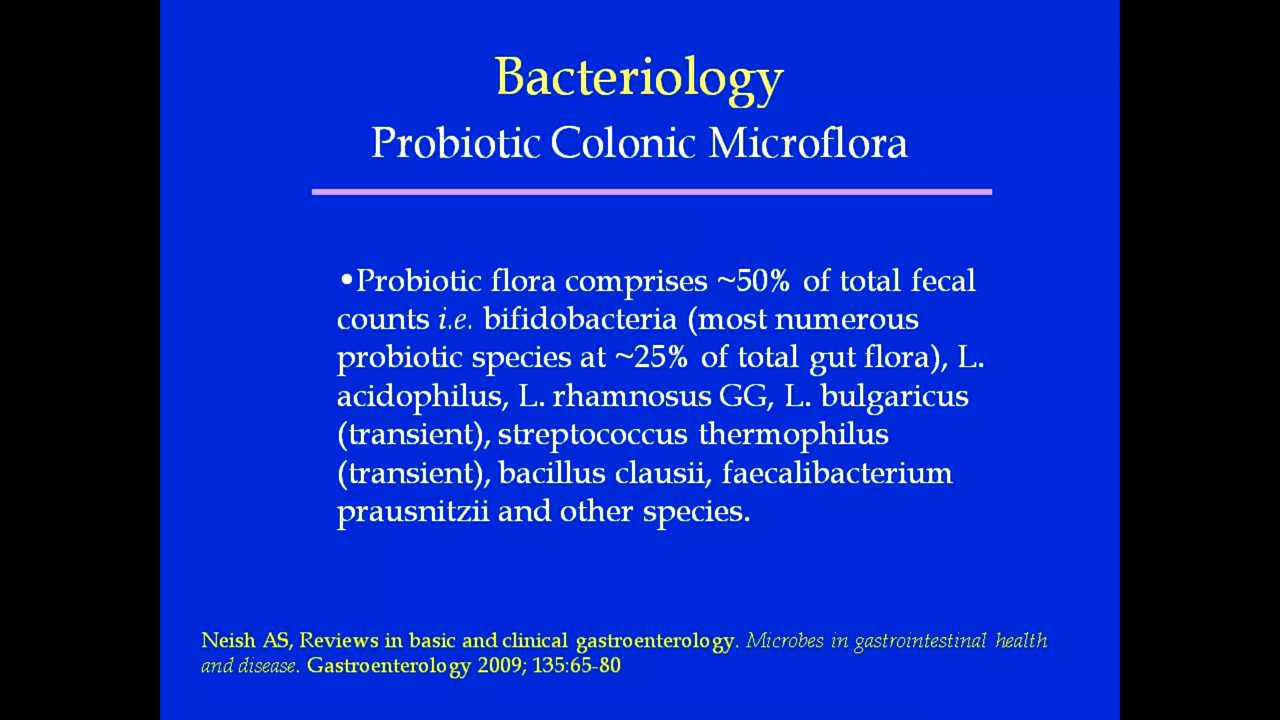 Bacteriology
Probiotic Colonic Microflora
•Probiotic flora comprises ~50% of total fecal
counts i.e. bifidobacteria (most numerous
probiotic species at ~25% of total gut flora), L.
acidophilus, L. rhamnosus GG, L. bulgaricus
(transient), streptococcus thermophilus
(transient), bacillus clausii, faecalibacterium
prausnitzii and other species.
Neish AS, Reviews in basic and clinical gastroenterology. Microbes in gastrointestinal health
and disease. Gastroenterology 2009; 135:65-80